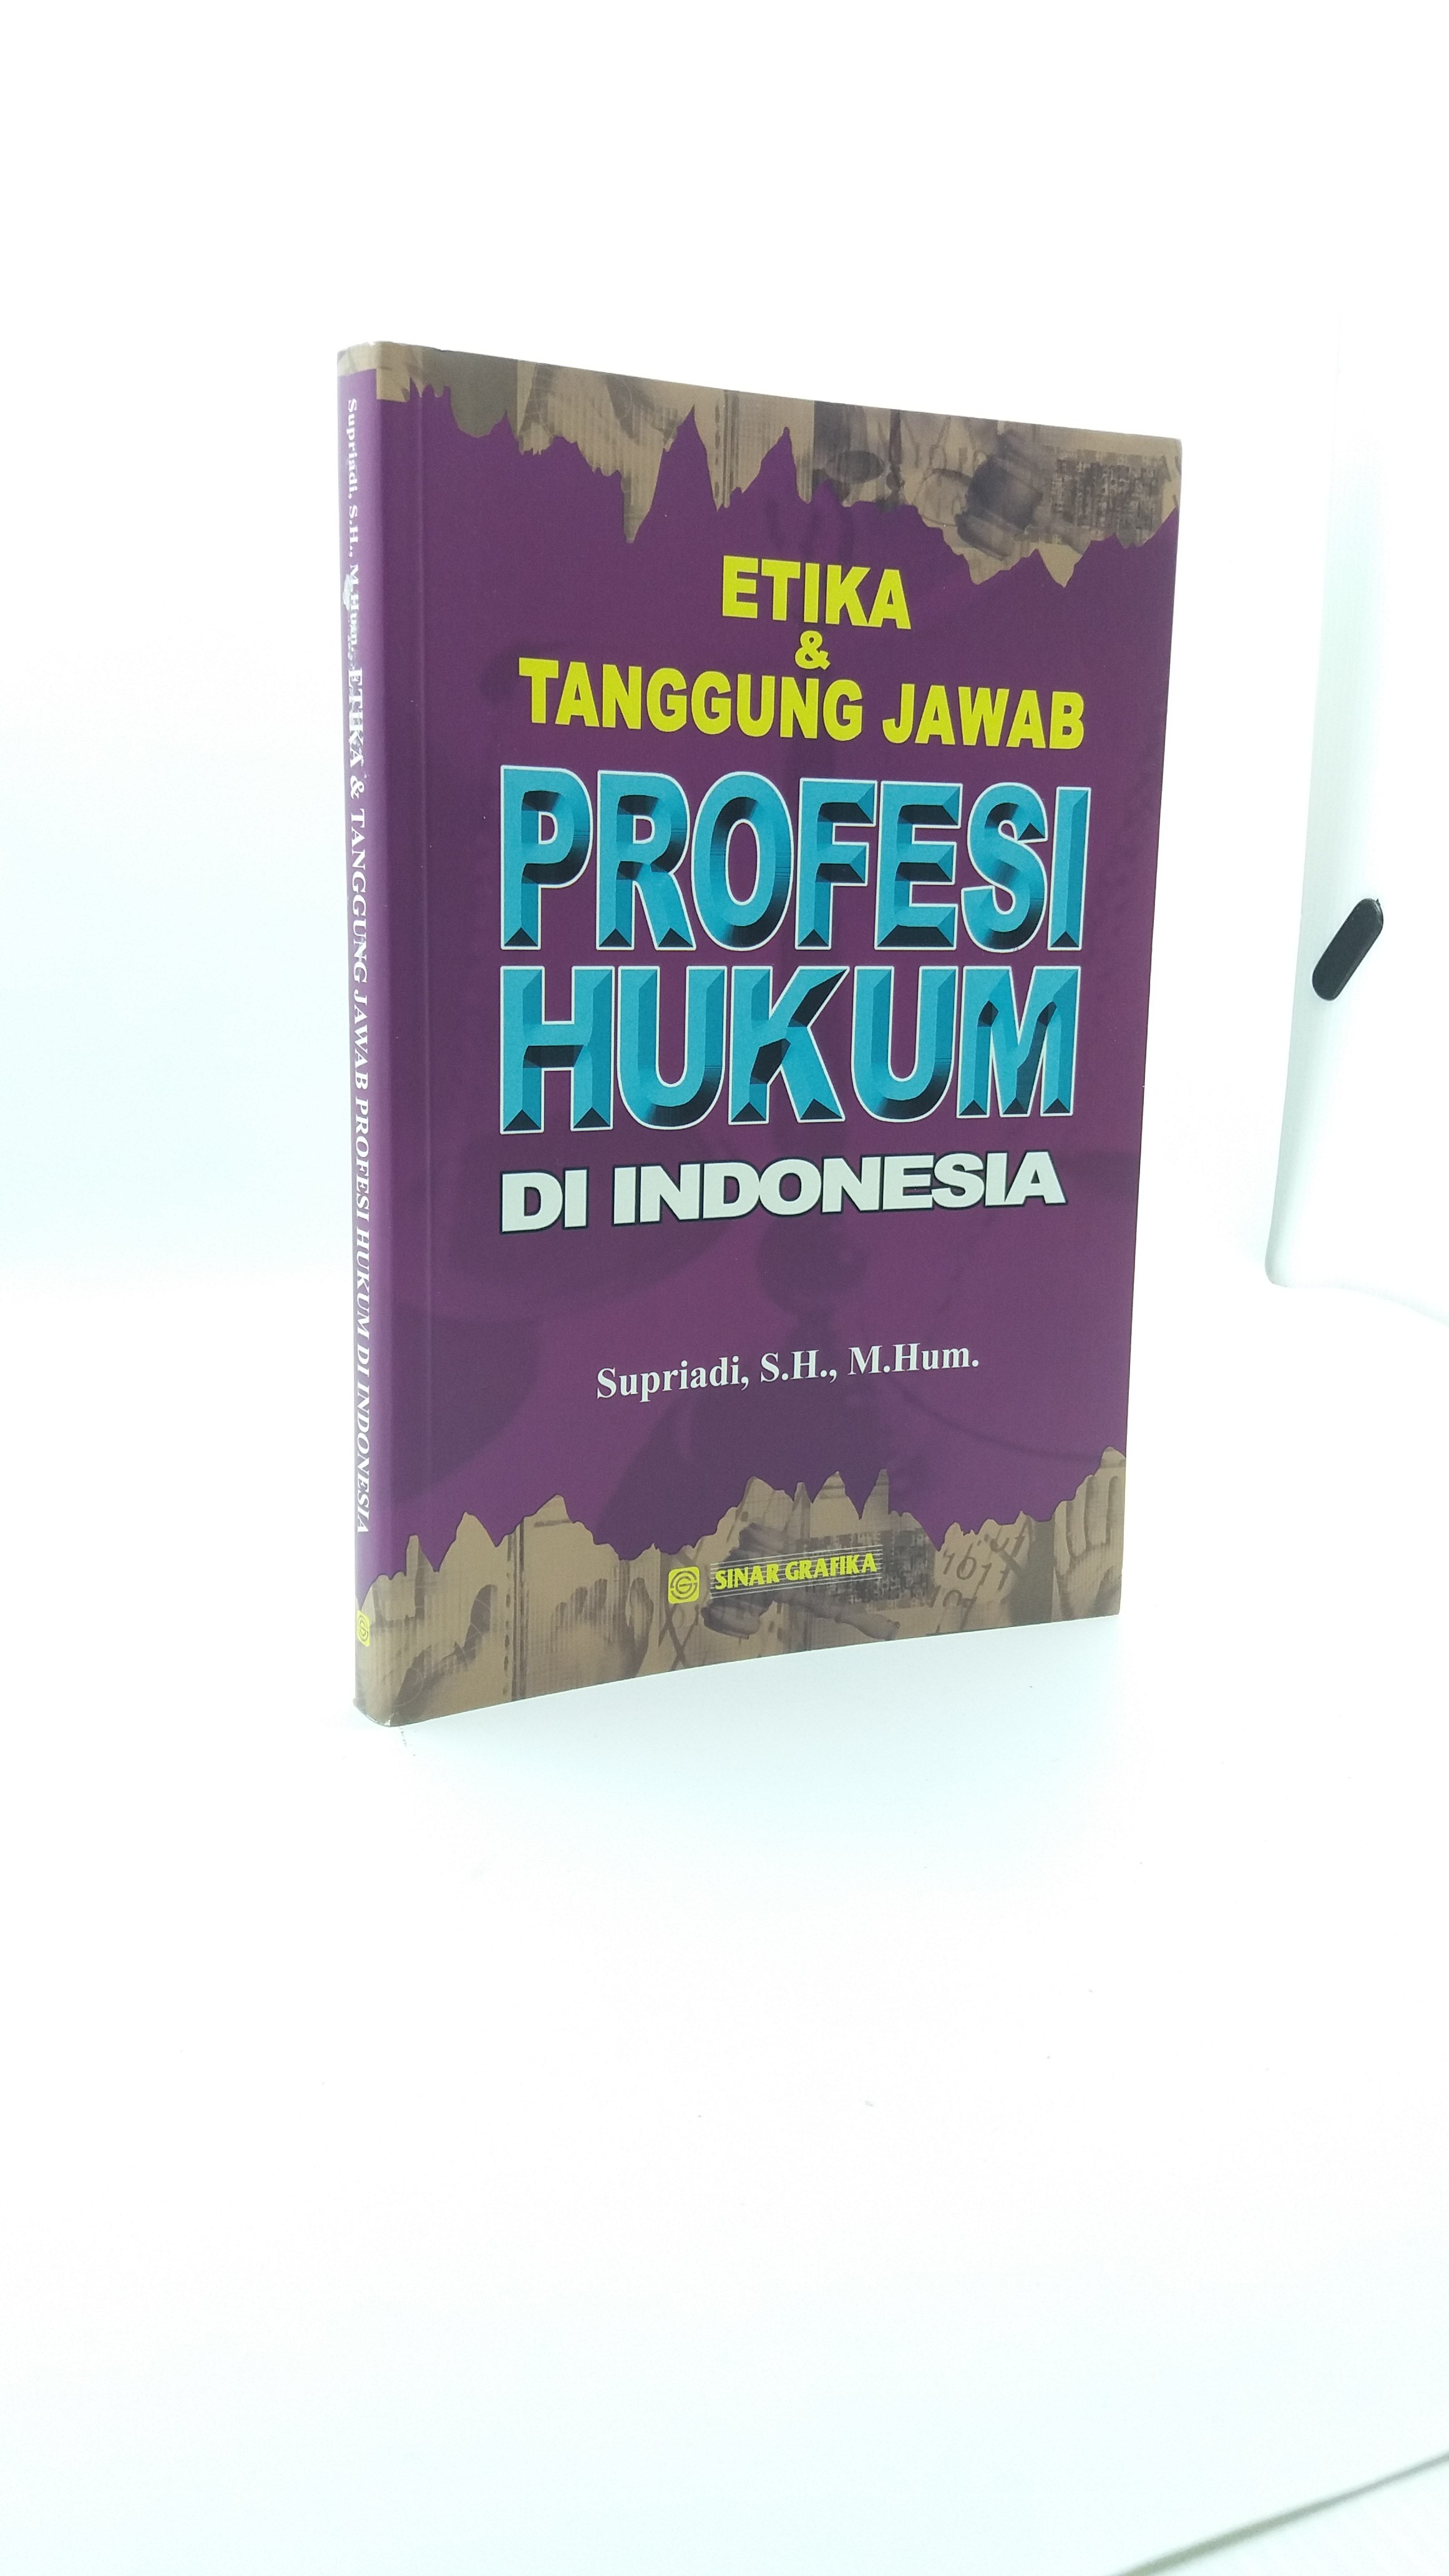 ETIKA
&
TANGGUNG JAWAB
PROFESI
HUKUM
DI INDONESIA
Supriadi, S.H., M.Hum.
SINAR GRAFIKA
Supriadi, S.H., M.Hum. ETIKA & TANGGUNG JAWAB PROFESI HUKUM DI INDONESIA